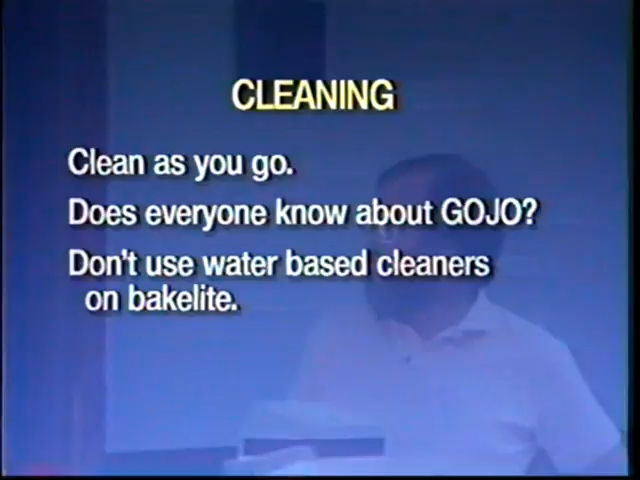 CLEANING
Clean as you go.
Does everyone know about GOJO?
Don't use water based cleaners
on bakelite.